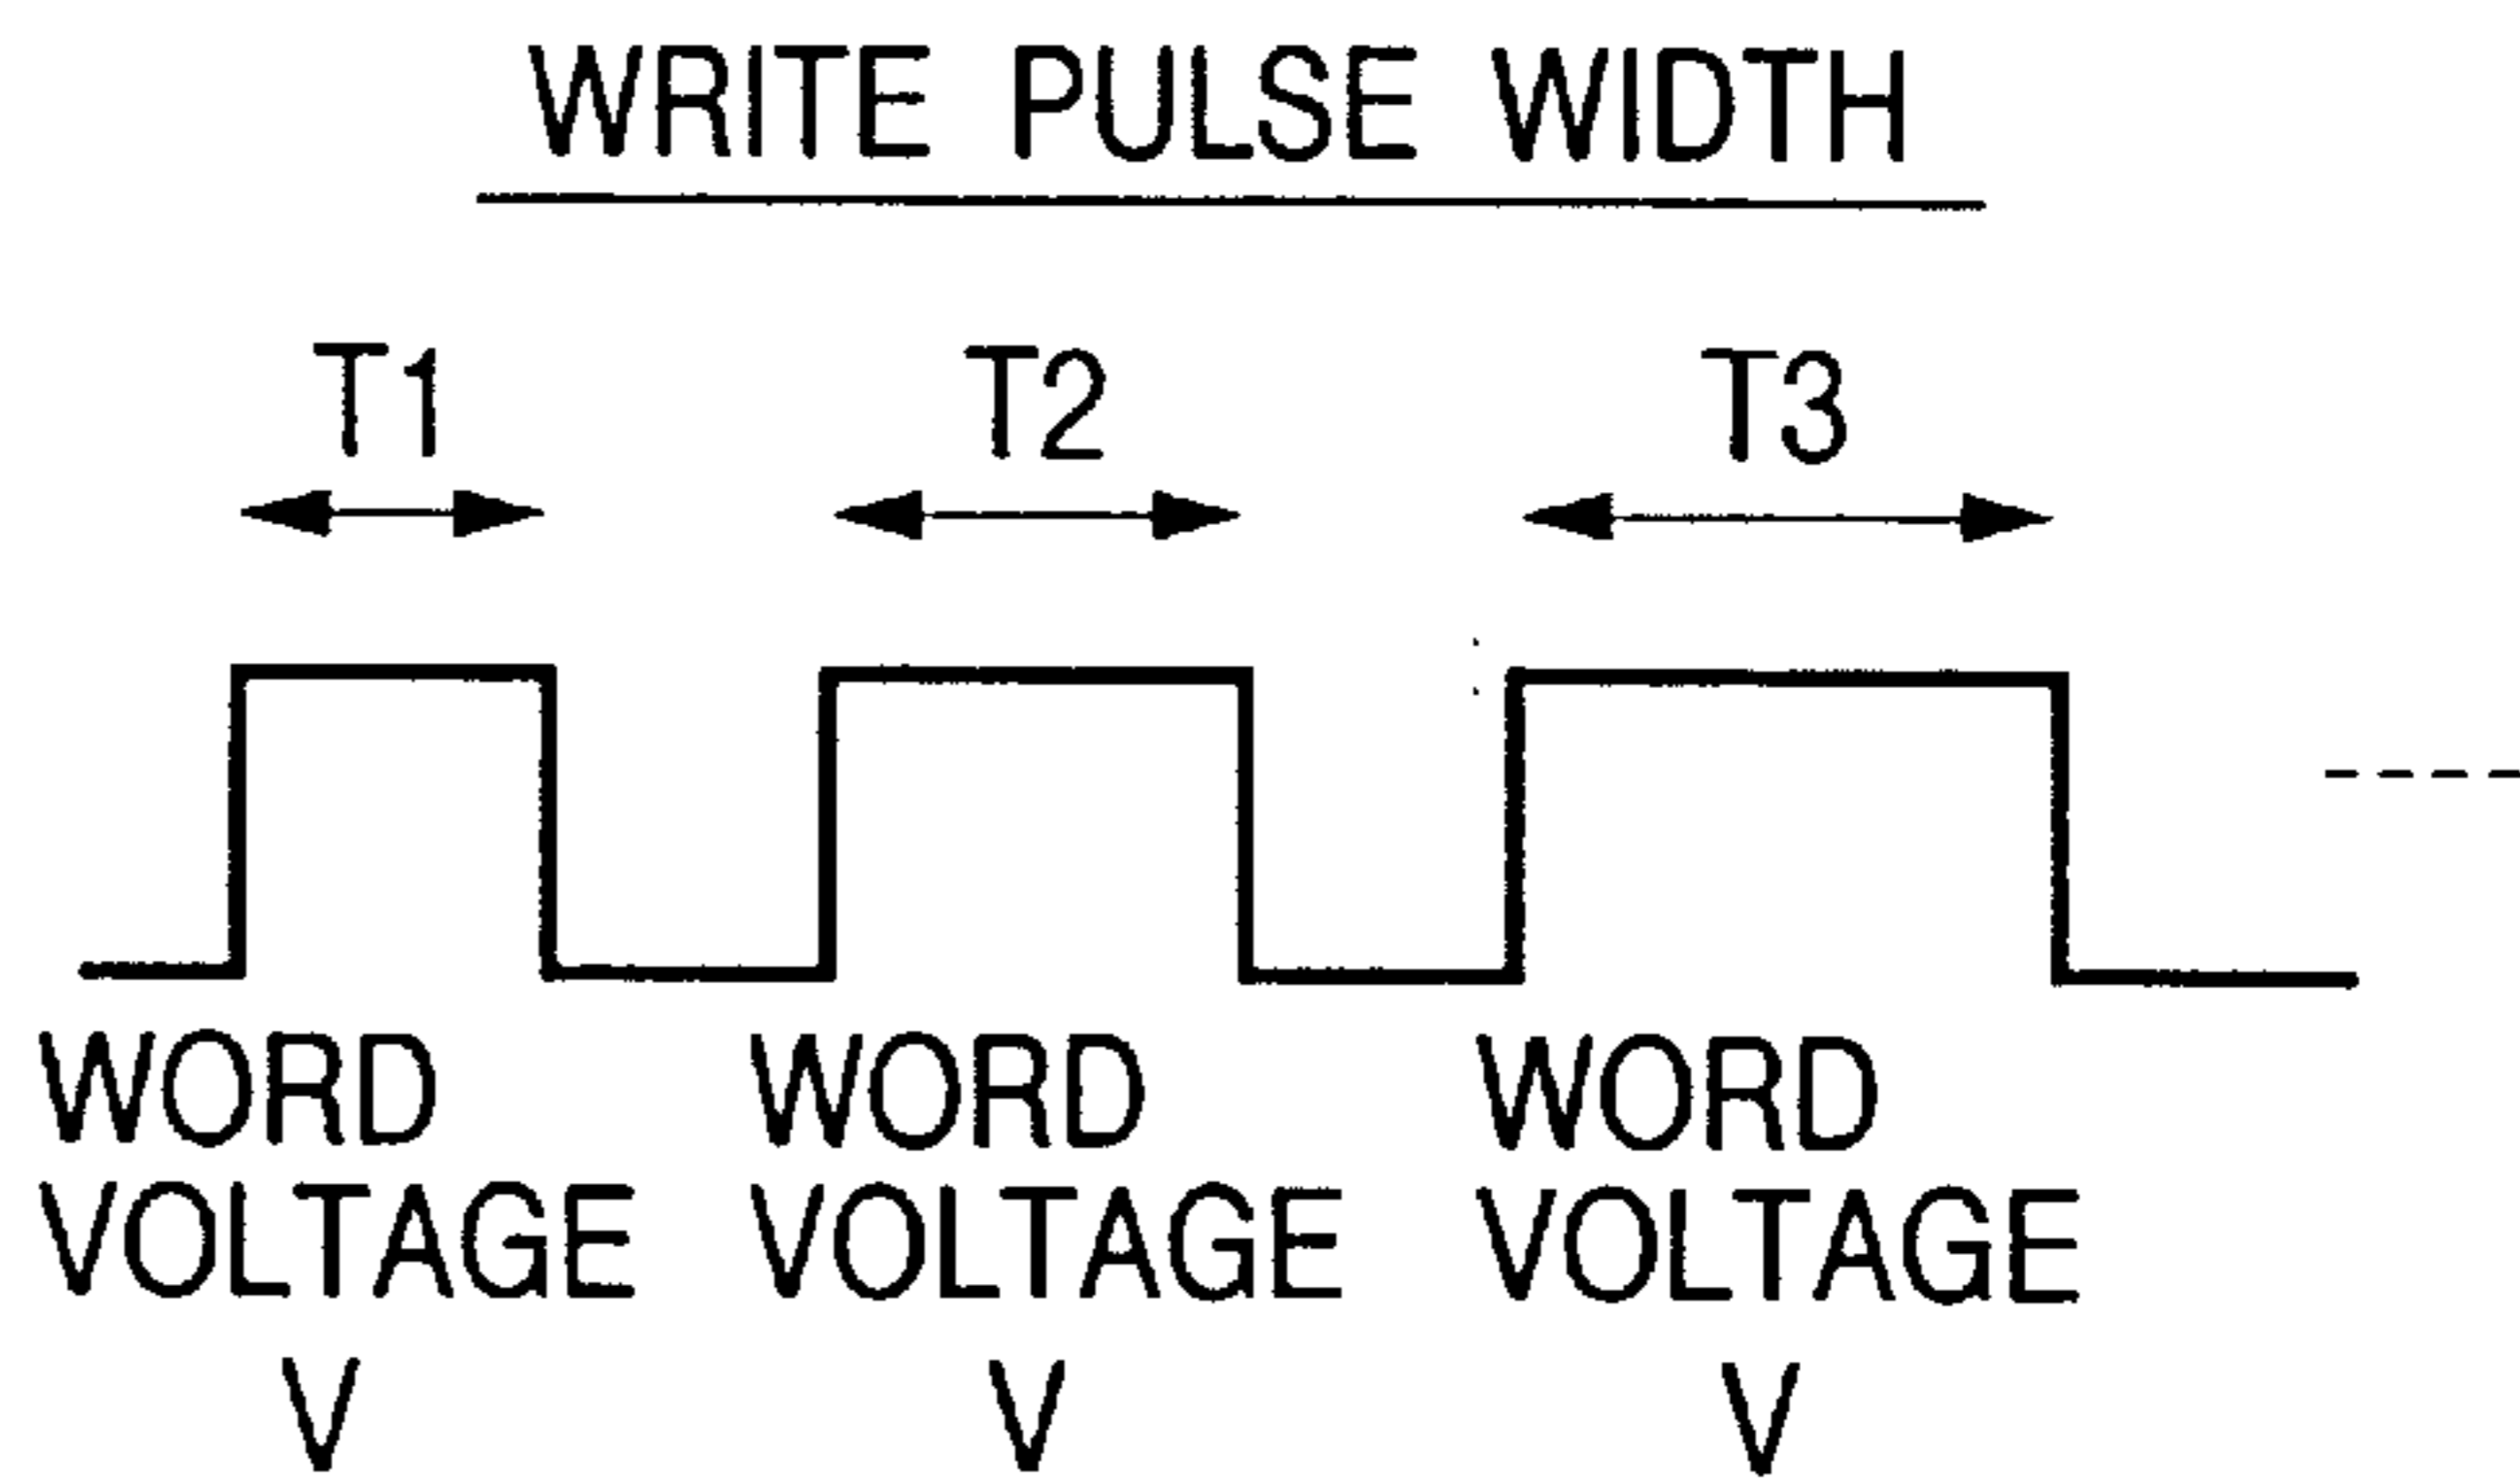 WRITE PULSE WIDTH
T1 T2 T3
WORD WORD WORD
VOLTAGE VOLTAGE VOLTAGE
V V V